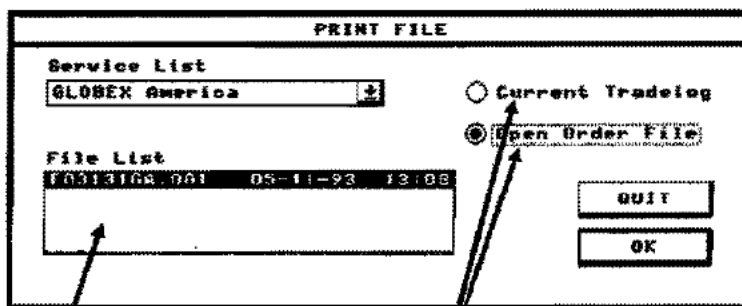 PRINT FILE
Service List
GLOBEX America
Current Tradelog
Open Order File
File List
05-11-93 13:08
QUIT
OK